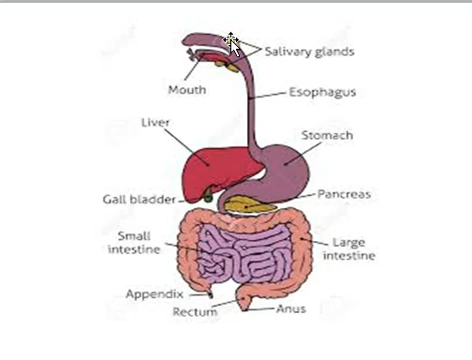 Salivary glands
Mouth
Esophagus
Liver
Stomach
Gall bladder
Pancreas
Small
intestine
Large
intestine
Appendix
Rectum
Anus